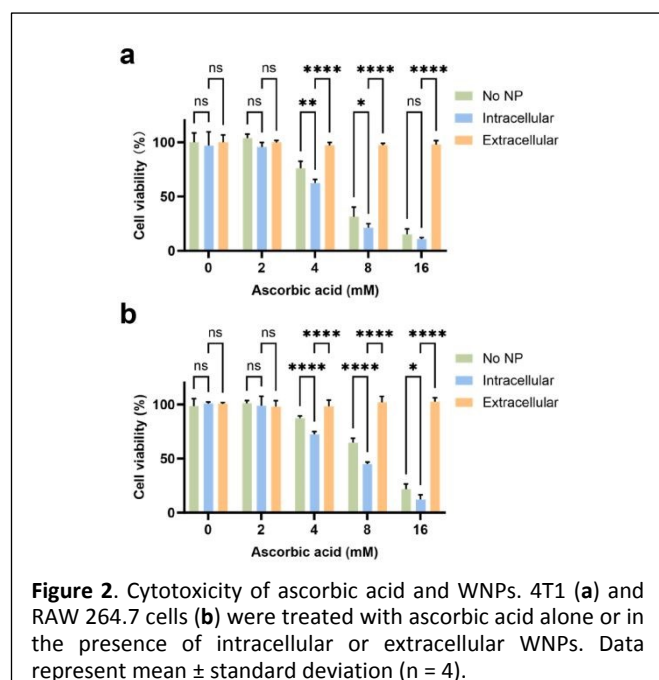 a
ns ns **** **** ****
ns ns ** * ns
No NP
Intracellular
Extracellular
Cell viability (%)
100
50
0
0 2 4 8 16
Ascorbic acid (mM)
b
ns ns **** **** ****
ns ns **** **** *
No NP
Intracellular
Extracellular
Cell viability (%)
100
50
0
0 2 4 8 16
Ascorbic acid (mM)
Figure 2. Cytotoxicity of ascorbic acid and WNPs. 4T1 (a) and
RAW 264.7 cells (b) were treated with ascorbic acid alone or in
the presence of intracellular or extracellular WNPs. Data
represent mean ± standard deviation (n = 4).